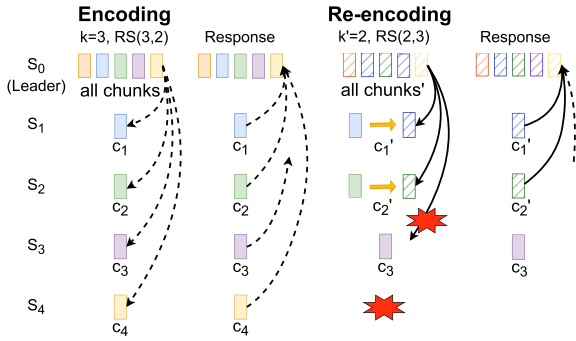 Encoding
Re-encoding
k=3, RS(3,2)
Response
k'=2, RS(2,3)
Response
S0
(Leader)
all chunks
all chunks'
S1
c1
c1
c1'
c1'
S2
c2
c2
c2'
c2'
S3
c3
c3
c3
c3
S4
c4
c4